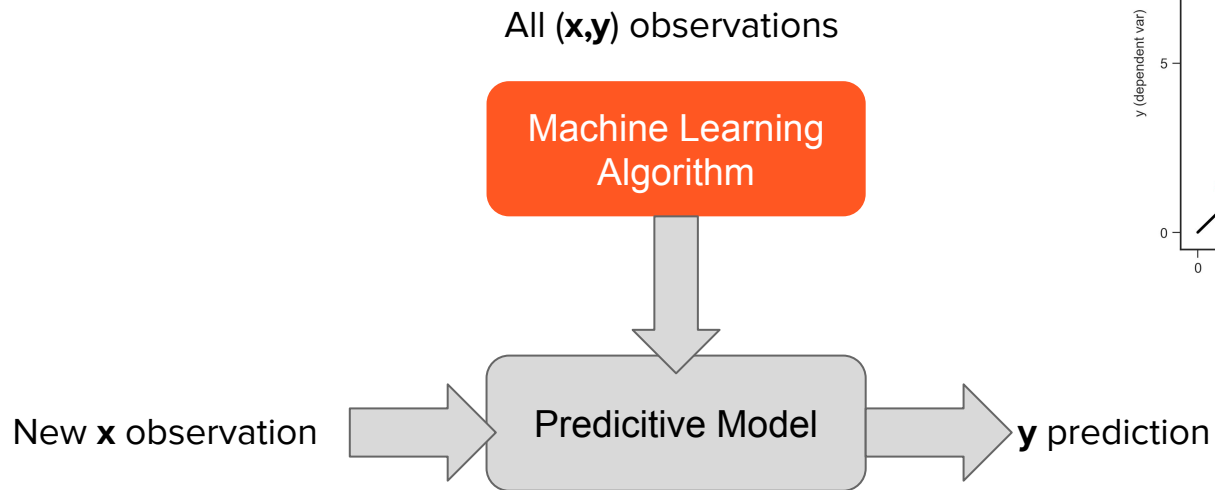 All (x,y) observations
Machine Learning
Algorithm
y (dependent var)
5
0
0
New x observation
Predicitive Model
y prediction